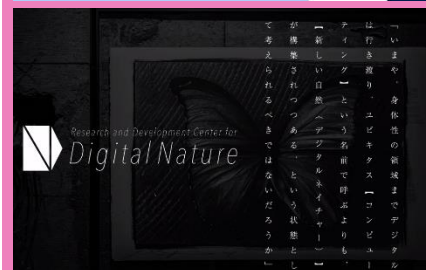 Research and Development Center for
Digital Nature
『いまや、身体性の領域までデジタル
は行き渡り、ユビキタス【コンピュー
ティング】という名前で呼ぶよりも、
【新しい自然(デジタルネイチャー)】
が構築されつつある、という状態とし
て考えられるべきではないだろうか』